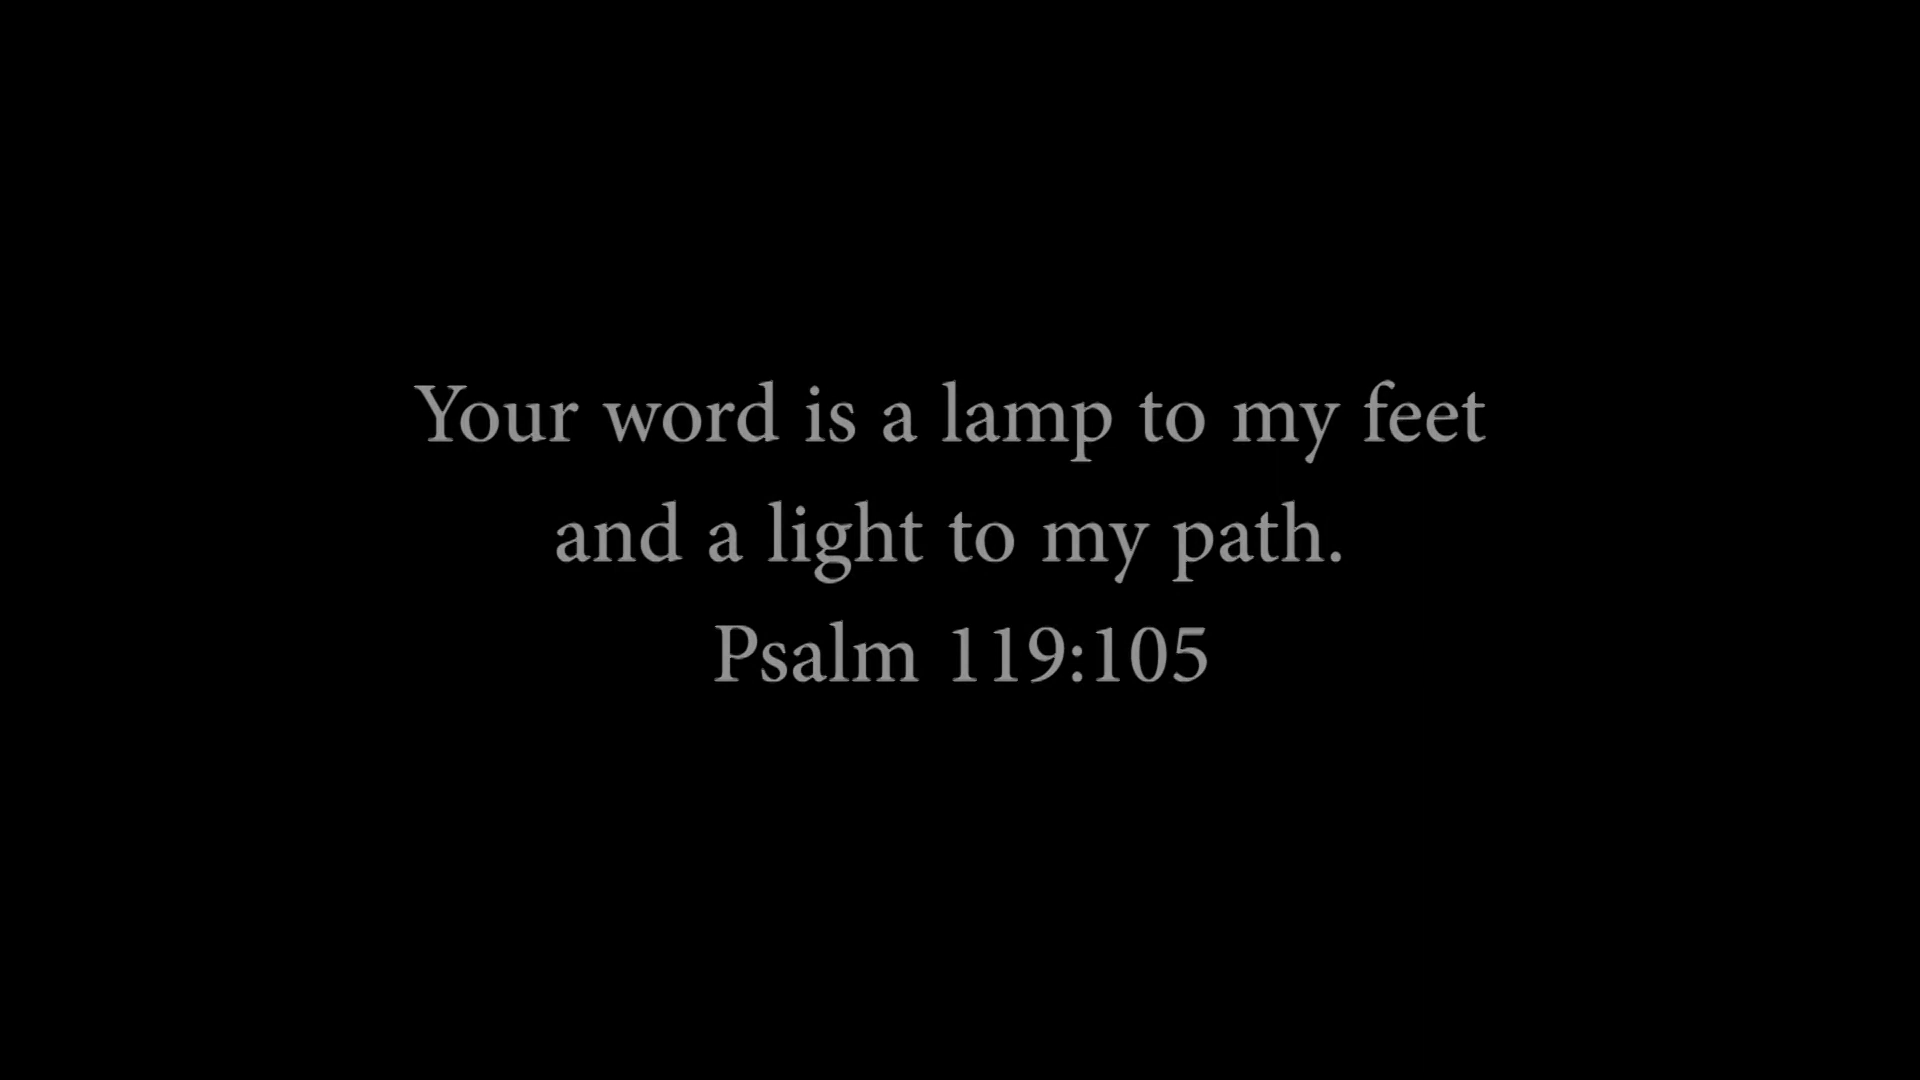 Your word is a lamp to my feet
and a light to my path.
Psalm 119:105